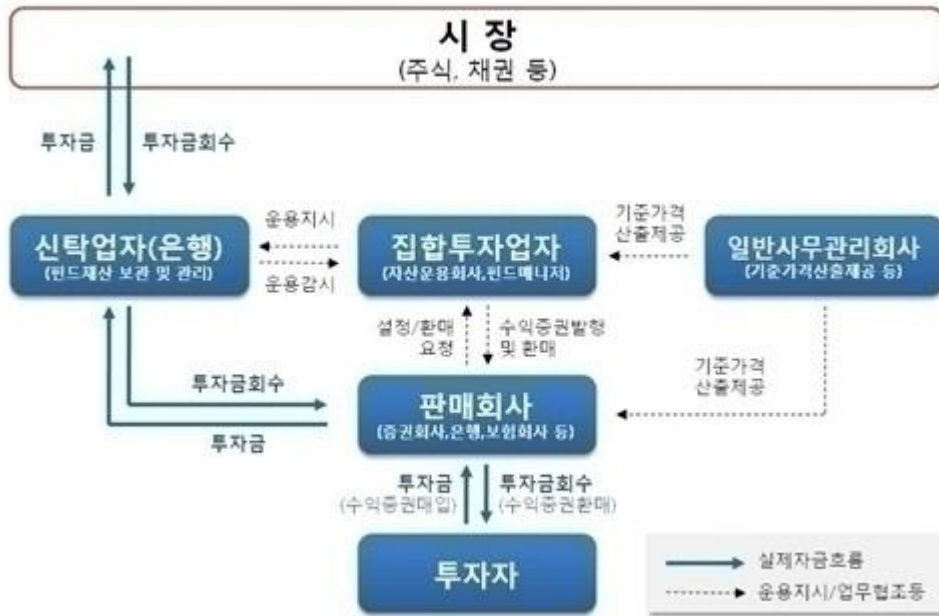 시 장
(주식, 채권 등)
투자금
투자금회수
운용지시
기준가격
산출제공
신탁업자(은행)
(펀드재산 보관 및 관리)
집합투자업자
(자산운용회사,펀드매니저)
일반사무관리회사
(기준가격산출제공 등)
운용감시
설정/환매
요청
수익증권발행
및 환매
기준가격
산출제공
투자금회수
투자금
판매회사
(증권회사,은행,보험회사 등)
투자금
(수익증권매입)
투자금회수
(수익증권환매)
투자자
실제자금흐름
운용지시/업무협조등